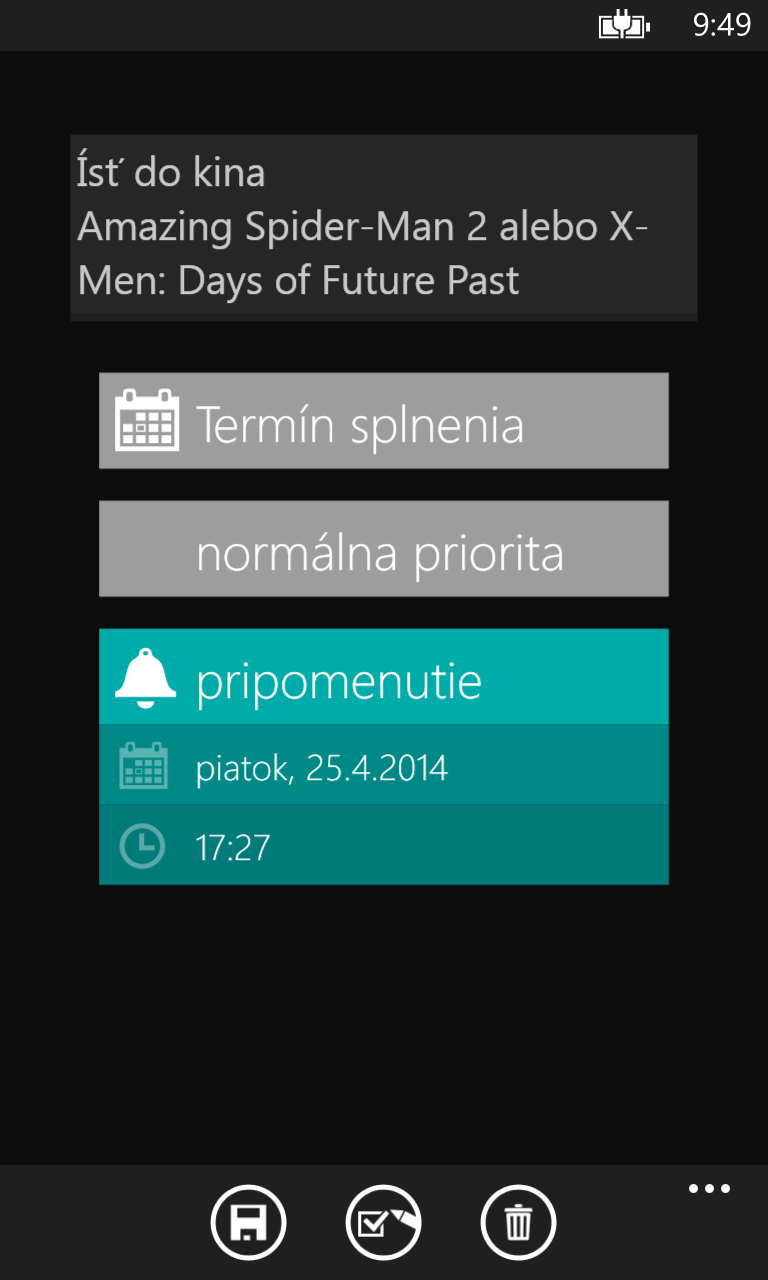 9:49
Ísť do kina
Amazing Spider-Man 2 alebo X-
Men: Days of Future Past
Termín splnenia
normálna priorita
pripomenutie
piatok, 25.4.2014
17:27